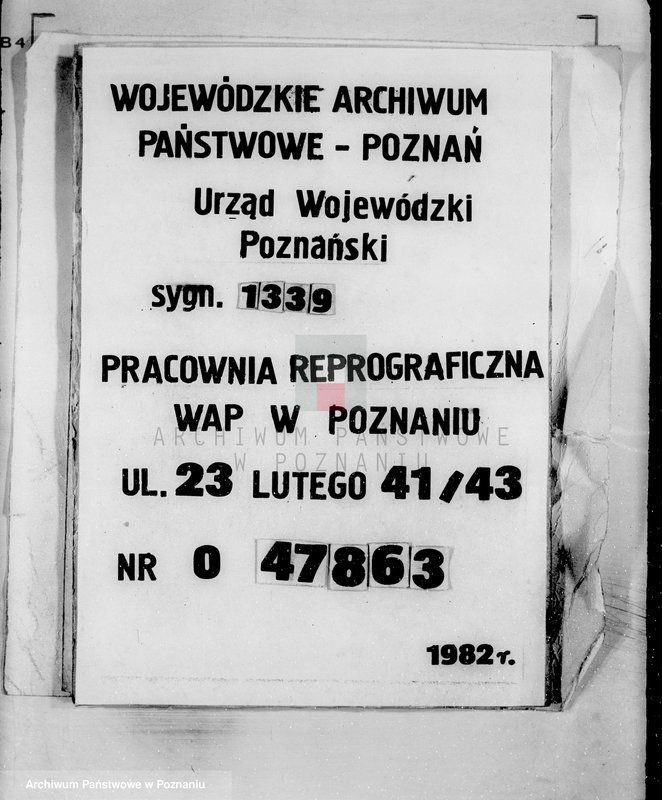 B4
WOJEWÓDZKIE ARCHIWUM
PAŃSTWOWE - POZNAŃ
Urząd Wojewódzki
Poznański
sygn. 1339
PRACOWNIA REPROGRAFICZNA
WAP W POZNANIU
ARCHIWUM PAŃSTWOWE
W POZNANIU
UL. 23 LUTEGO 41/43
NR 0 47863
1982 r.
Archiwum Państwowe w Poznaniu